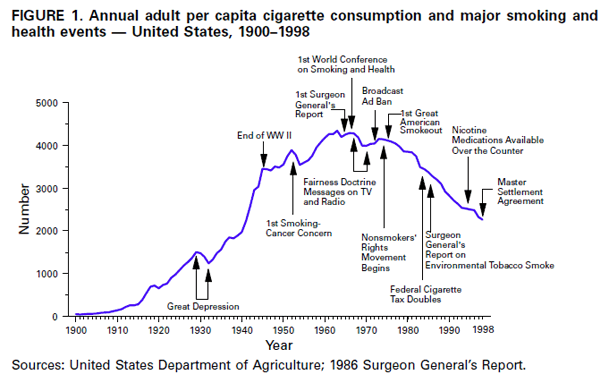 FIGURE 1. Annual adult per capita cigarette consumption and major smoking and
health events — United States, 1900–1998
1st World Conference
on Smoking and Health
1st Surgeon
General's
Report
Broadcast
Ad Ban
1st Great
American
Smokeout
End of WW II
Nicotine
Medications Available
Over the Counter
Fairness Doctrine
Messages on TV
and Radio
Master
Settlement
Agreement
1st Smoking-
Cancer Concern
Nonsmokers'
Rights
Movement
Begins
Surgeon
General's
Report on
Environmental Tobacco Smoke
Federal Cigarette
Tax Doubles
Great Depression
Number
5000
4000
3000
2000
1000
0
1900
1910
1920
1930
1940
1950
1960
1970
1980
1990
1998
Year
Sources: United States Department of Agriculture; 1986 Surgeon General's Report.